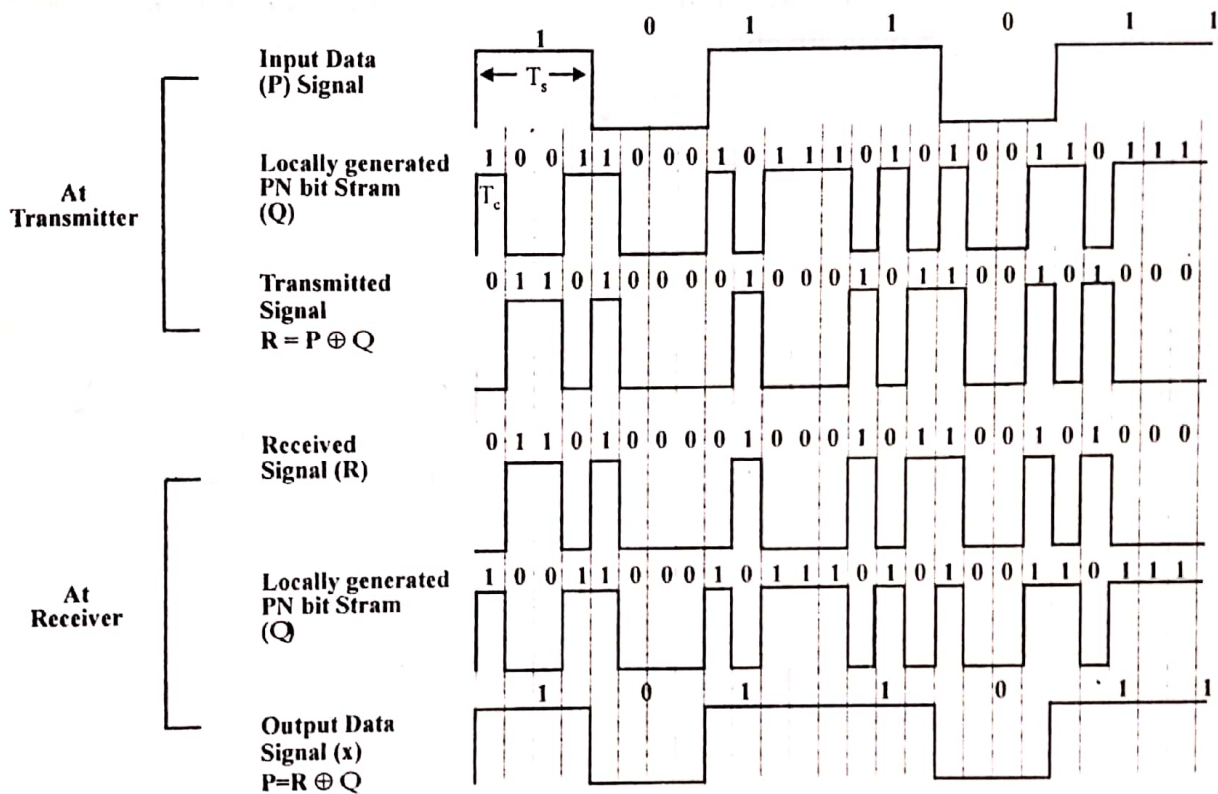 1 0 1 1 0 1 1
Input Data
(P) Signal
T_s
At
Transmitter
1 0 0 1 1 0 0 0 1 0 1 1 1 0 1 0 1 0 0 1 1 0 1 1 1
Locally generated
PN bit Stram
(Q)
T_c
0 1 1 0 1 0 0 0 0 1 0 0 0 1 0 1 1 0 0 1 0 1 0 0 0
Transmitted
Signal
R = P ⊕ Q
At
Receiver
0 1 1 0 1 0 0 0 0 1 0 0 0 1 0 1 1 0 0 1 0 1 0 0 0
Received
Signal (R)
1 0 0 1 1 0 0 0 1 0 1 1 1 0 1 0 1 0 0 1 1 0 1 1 1
Locally generated
PN bit Stram
(Q)
1 0 1 1 0 1 1
Output Data
Signal (x)
P=R ⊕ Q